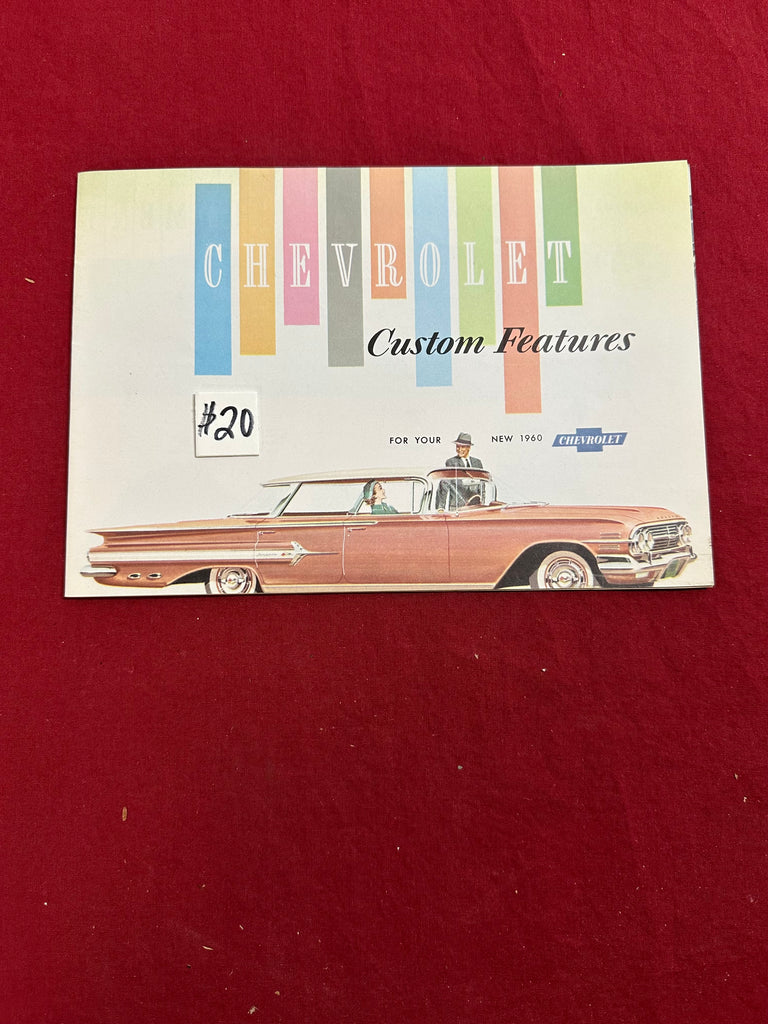 CHEVROLET
Custom Features
$20
FOR YOUR NEW 1960 CHEVROLET